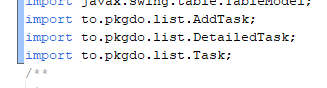 import javax.swing.table.TableModel;
import to.pkgdo.list.AddTask;
import to.pkgdo.list.DetailedTask;
import to.pkgdo.list.Task;
/**